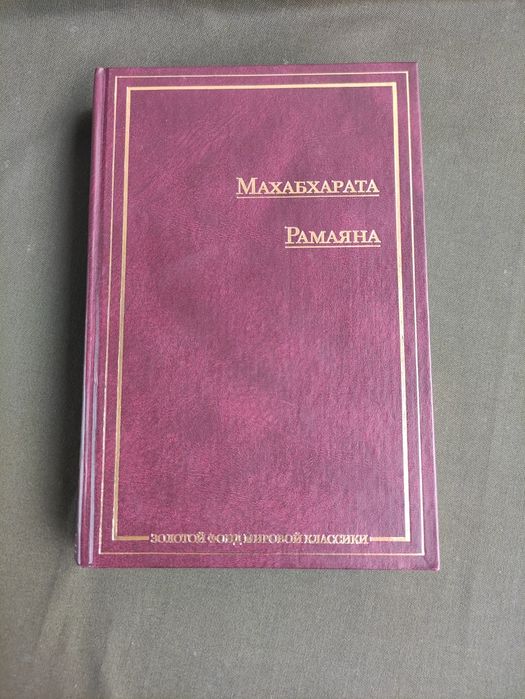 МАХАБХАРАТА
РАМАЯНА
ЗОЛОТОЙ ФОНД МИРОВОЙ КЛАССИКИ